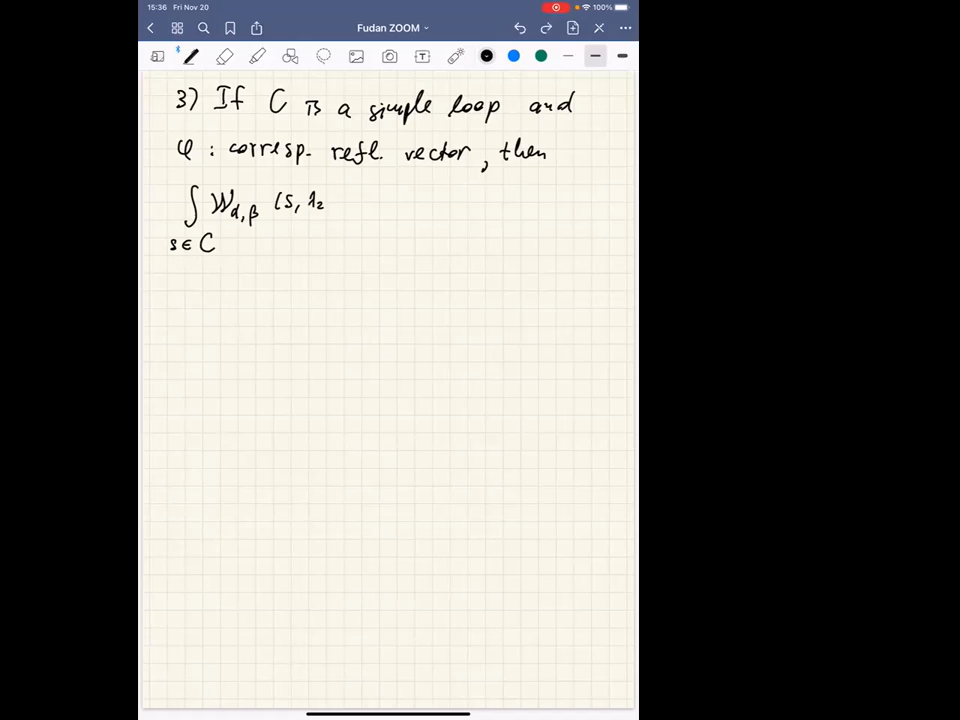 15:36 Fri Nov 20
100%
Fudan ZOOM
3) If C is a simple loop and
φ : corresp. refl. vector, then
∫ W_{α,β} (s, λ_2
s ∈ C